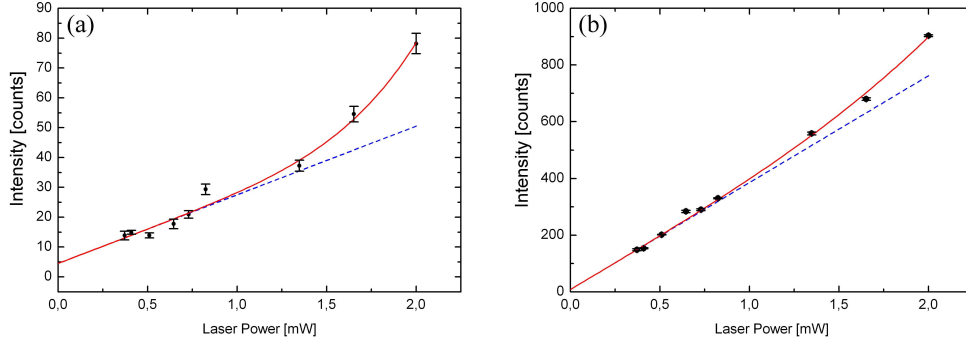 (a)
Intensity [counts]
90
80
70
60
50
40
30
20
10
0
0,0 0,5 1,0 1,5 2,0
Laser Power [mW]
(b)
Intensity [counts]
1000
800
600
400
200
0
0,0 0,5 1,0 1,5 2,0
Laser Power [mW]